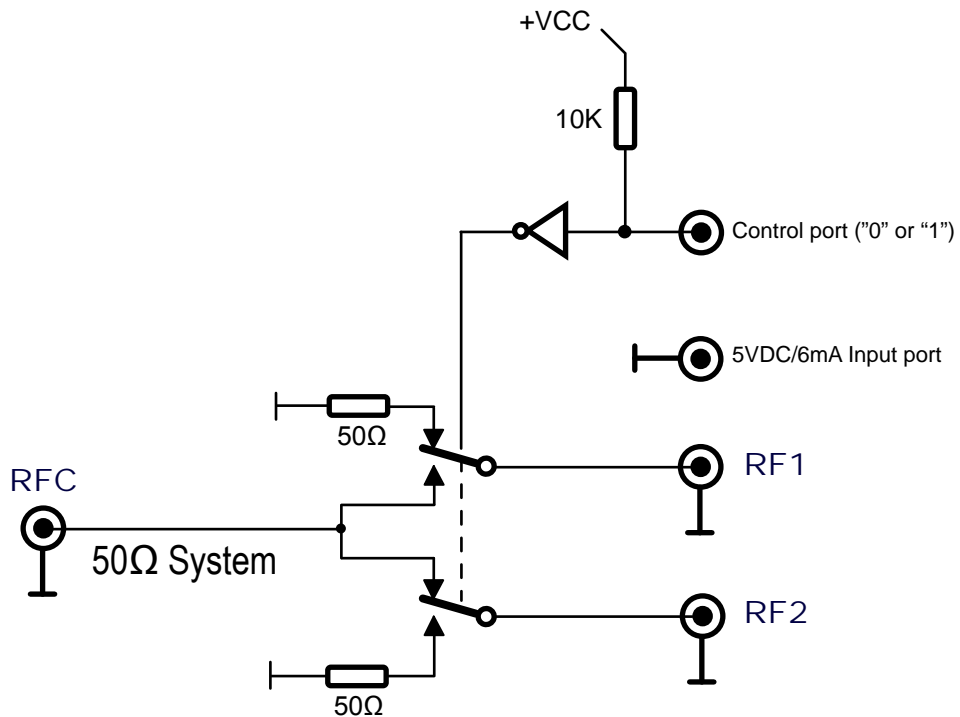 +VCC
10K
Control port ("0" or “1”)
5VDC/6mA Input port
50Ω
RF1
RFC
50Ω System
RF2
50Ω